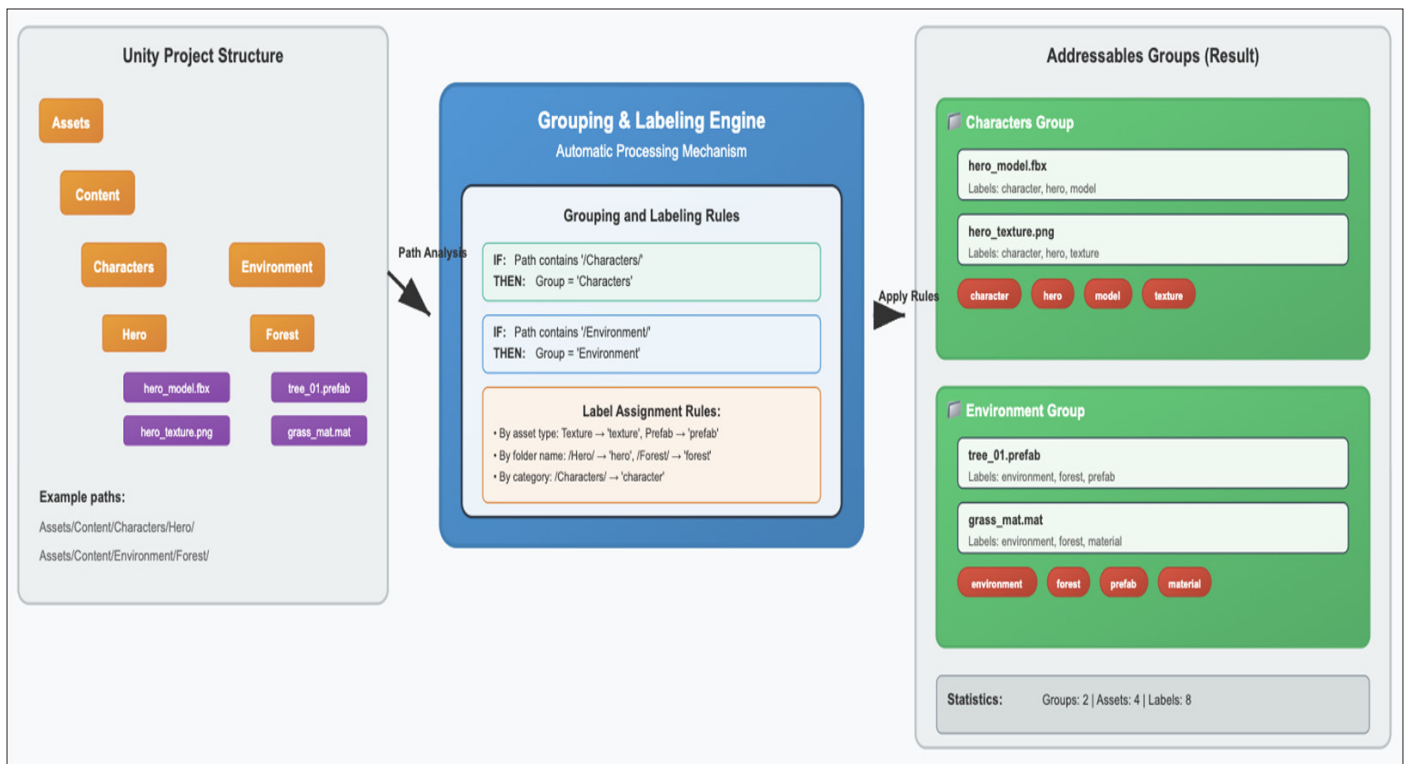 Unity Project Structure
Assets
Content
Characters
Environment
Hero
Forest
hero_model.fbx
tree_01.prefab
hero_texture.png
grass_mat.mat
Example paths:
Assets/Content/Characters/Hero/
Assets/Content/Environment/Forest/
Path Analysis
Grouping & Labeling Engine
Automatic Processing Mechanism
Grouping and Labeling Rules
IF: Path contains '/Characters/'
THEN: Group = 'Characters'
IF: Path contains '/Environment/'
THEN: Group = 'Environment'
Label Assignment Rules:
• By asset type: Texture → 'texture', Prefab → 'prefab'
• By folder name: /Hero/ → 'hero', /Forest/ → 'forest'
• By category: /Characters/ → 'character'
Apply Rules
Addressables Groups (Result)
Characters Group
hero_model.fbx
Labels: character, hero, model
hero_texture.png
Labels: character, hero, texture
character hero model texture
Environment Group
tree_01.prefab
Labels: environment, forest, prefab
grass_mat.mat
Labels: environment, forest, material
environment forest prefab material
Statistics: Groups: 2 | Assets: 4 | Labels: 8